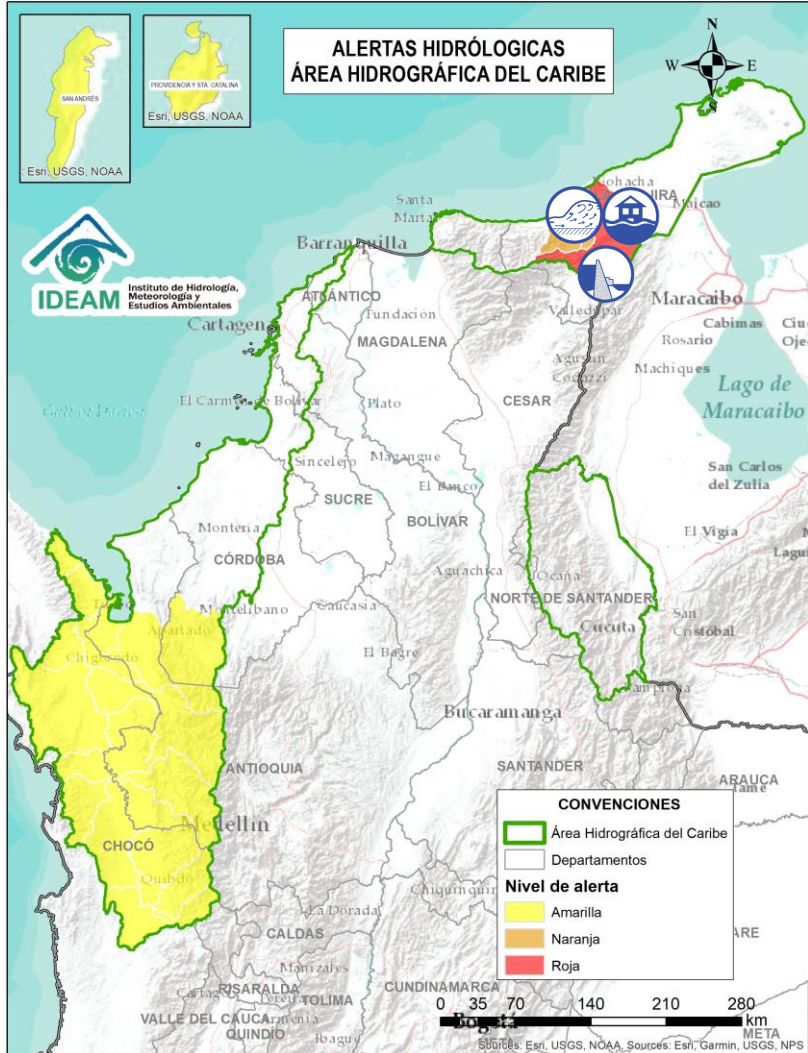 ALERTAS HIDRÓLOGICAS
ÁREA HIDROGRÁFICA DEL CARIBE
N
W
E
S
SAN ANDRÉS
: Esri, USGS, NOAA
PROVIDENCIA Y STA. CATALINA
Esri, USGS, NOAA
IDEAM
Instituto de Hidrología,
Meteorología y
Estudios Ambientales
Riohacha
Maicao
Santa
Marta
Barranquilla
ATLÁNTICO
Maracaibo
Cartagen
Fundación
Valledupar
Cabimas
MAGDALENA
Rosario
Agustín
Codazzi
Machiques
El Carmen de Bolívar
Plato
CESAR
Lago de
Maracaibo
Sincelejo
Magangue
San Carlos
del Zulia
SUCRE
El Banco
BOLÍVAR
Montería
El Vigía
CÓRDOBA
Aguachica
Ocaña
NORTE DE SANTANDER
Montelíbano
Caucasia
Apartadó
Cucuta
San
Cristóbal
Chigorodó
El Bagre
Pamplona
Bucaramanga
ANTIOQUIA
SANTANDER
ARAUCA
Medellín
CHOCÓ
Quibdó
La Dorada
CALDAS
Manizales
RISARALDA
TOLIMA
CUNDINAMARCA
VALLE DEL CAUCA
Armenia
QUINDÍO
Ibague
Bogotá
META
CONVENCIONES
Área Hidrográfica del Caribe
Departamentos
Nivel de alerta
Amarilla
Naranja
Roja
0 35 70 140 210 280
km
Sources: Esri, USGS, NOAA, Sources: Esri, Garmin, USGS, NPS